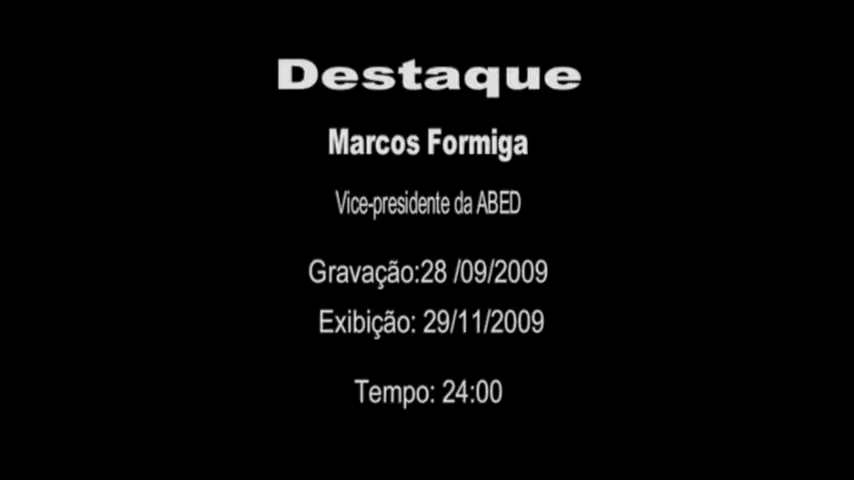 Destaque
Marcos Formiga
Vice-presidente da ABED
Gravação:28 /09/2009
Exibição: 29/11/2009
Tempo: 24:00